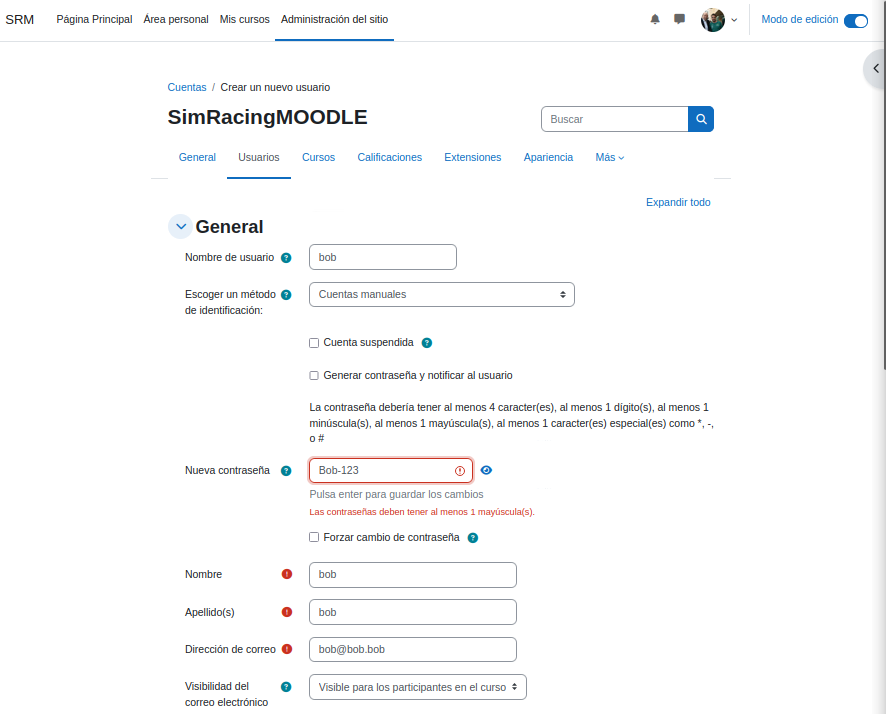 SRM Página Principal Área personal Mis cursos Administración del sitio Modo de edición
Cuentas / Crear un nuevo usuario
SimRacingMOODLE
Buscar
General Usuarios Cursos Calificaciones Extensiones Apariencia Más
Expandir todo
General
Nombre de usuario ? bob
Escoger un método ? Cuentas manuales
de identificación:
Cuenta suspendida ?
Generar contraseña y notificar al usuario
La contraseña debería tener al menos 4 caracter(es), al menos 1 dígito(s), al menos 1
minúscula(s), al menos 1 mayúscula(s), al menos 1 caracter(es) especial(es) como *, -,
o #
Nueva contraseña ? Bob-123 !
Pulsa enter para guardar los cambios
Las contraseñas deben tener al menos 1 mayúscula(s).
Forzar cambio de contraseña ?
Nombre ! bob
Apellido(s) ! bob
Dirección de correo ! bob@bob.bob
Visibilidad del ? Visible para los participantes en el curso
correo electrónico